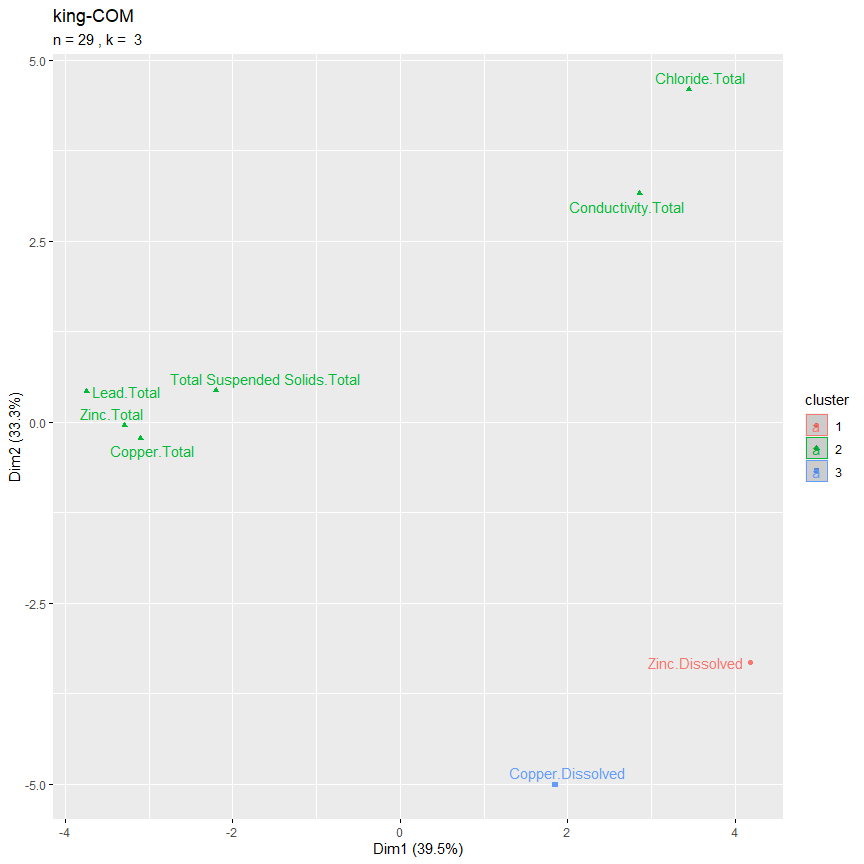 king-COM
n = 29 , k =  3
5.0
2.5
0.0
-2.5
-5.0
Dim2 (33.3%)
Chloride.Total
Conductivity.Total
Total Suspended Solids.Total
Lead.Total
Zinc.Total
Copper.Total
Zinc.Dissolved
Copper.Dissolved
-4
-2
0
2
4
Dim1 (39.5%)
cluster
1
2
3